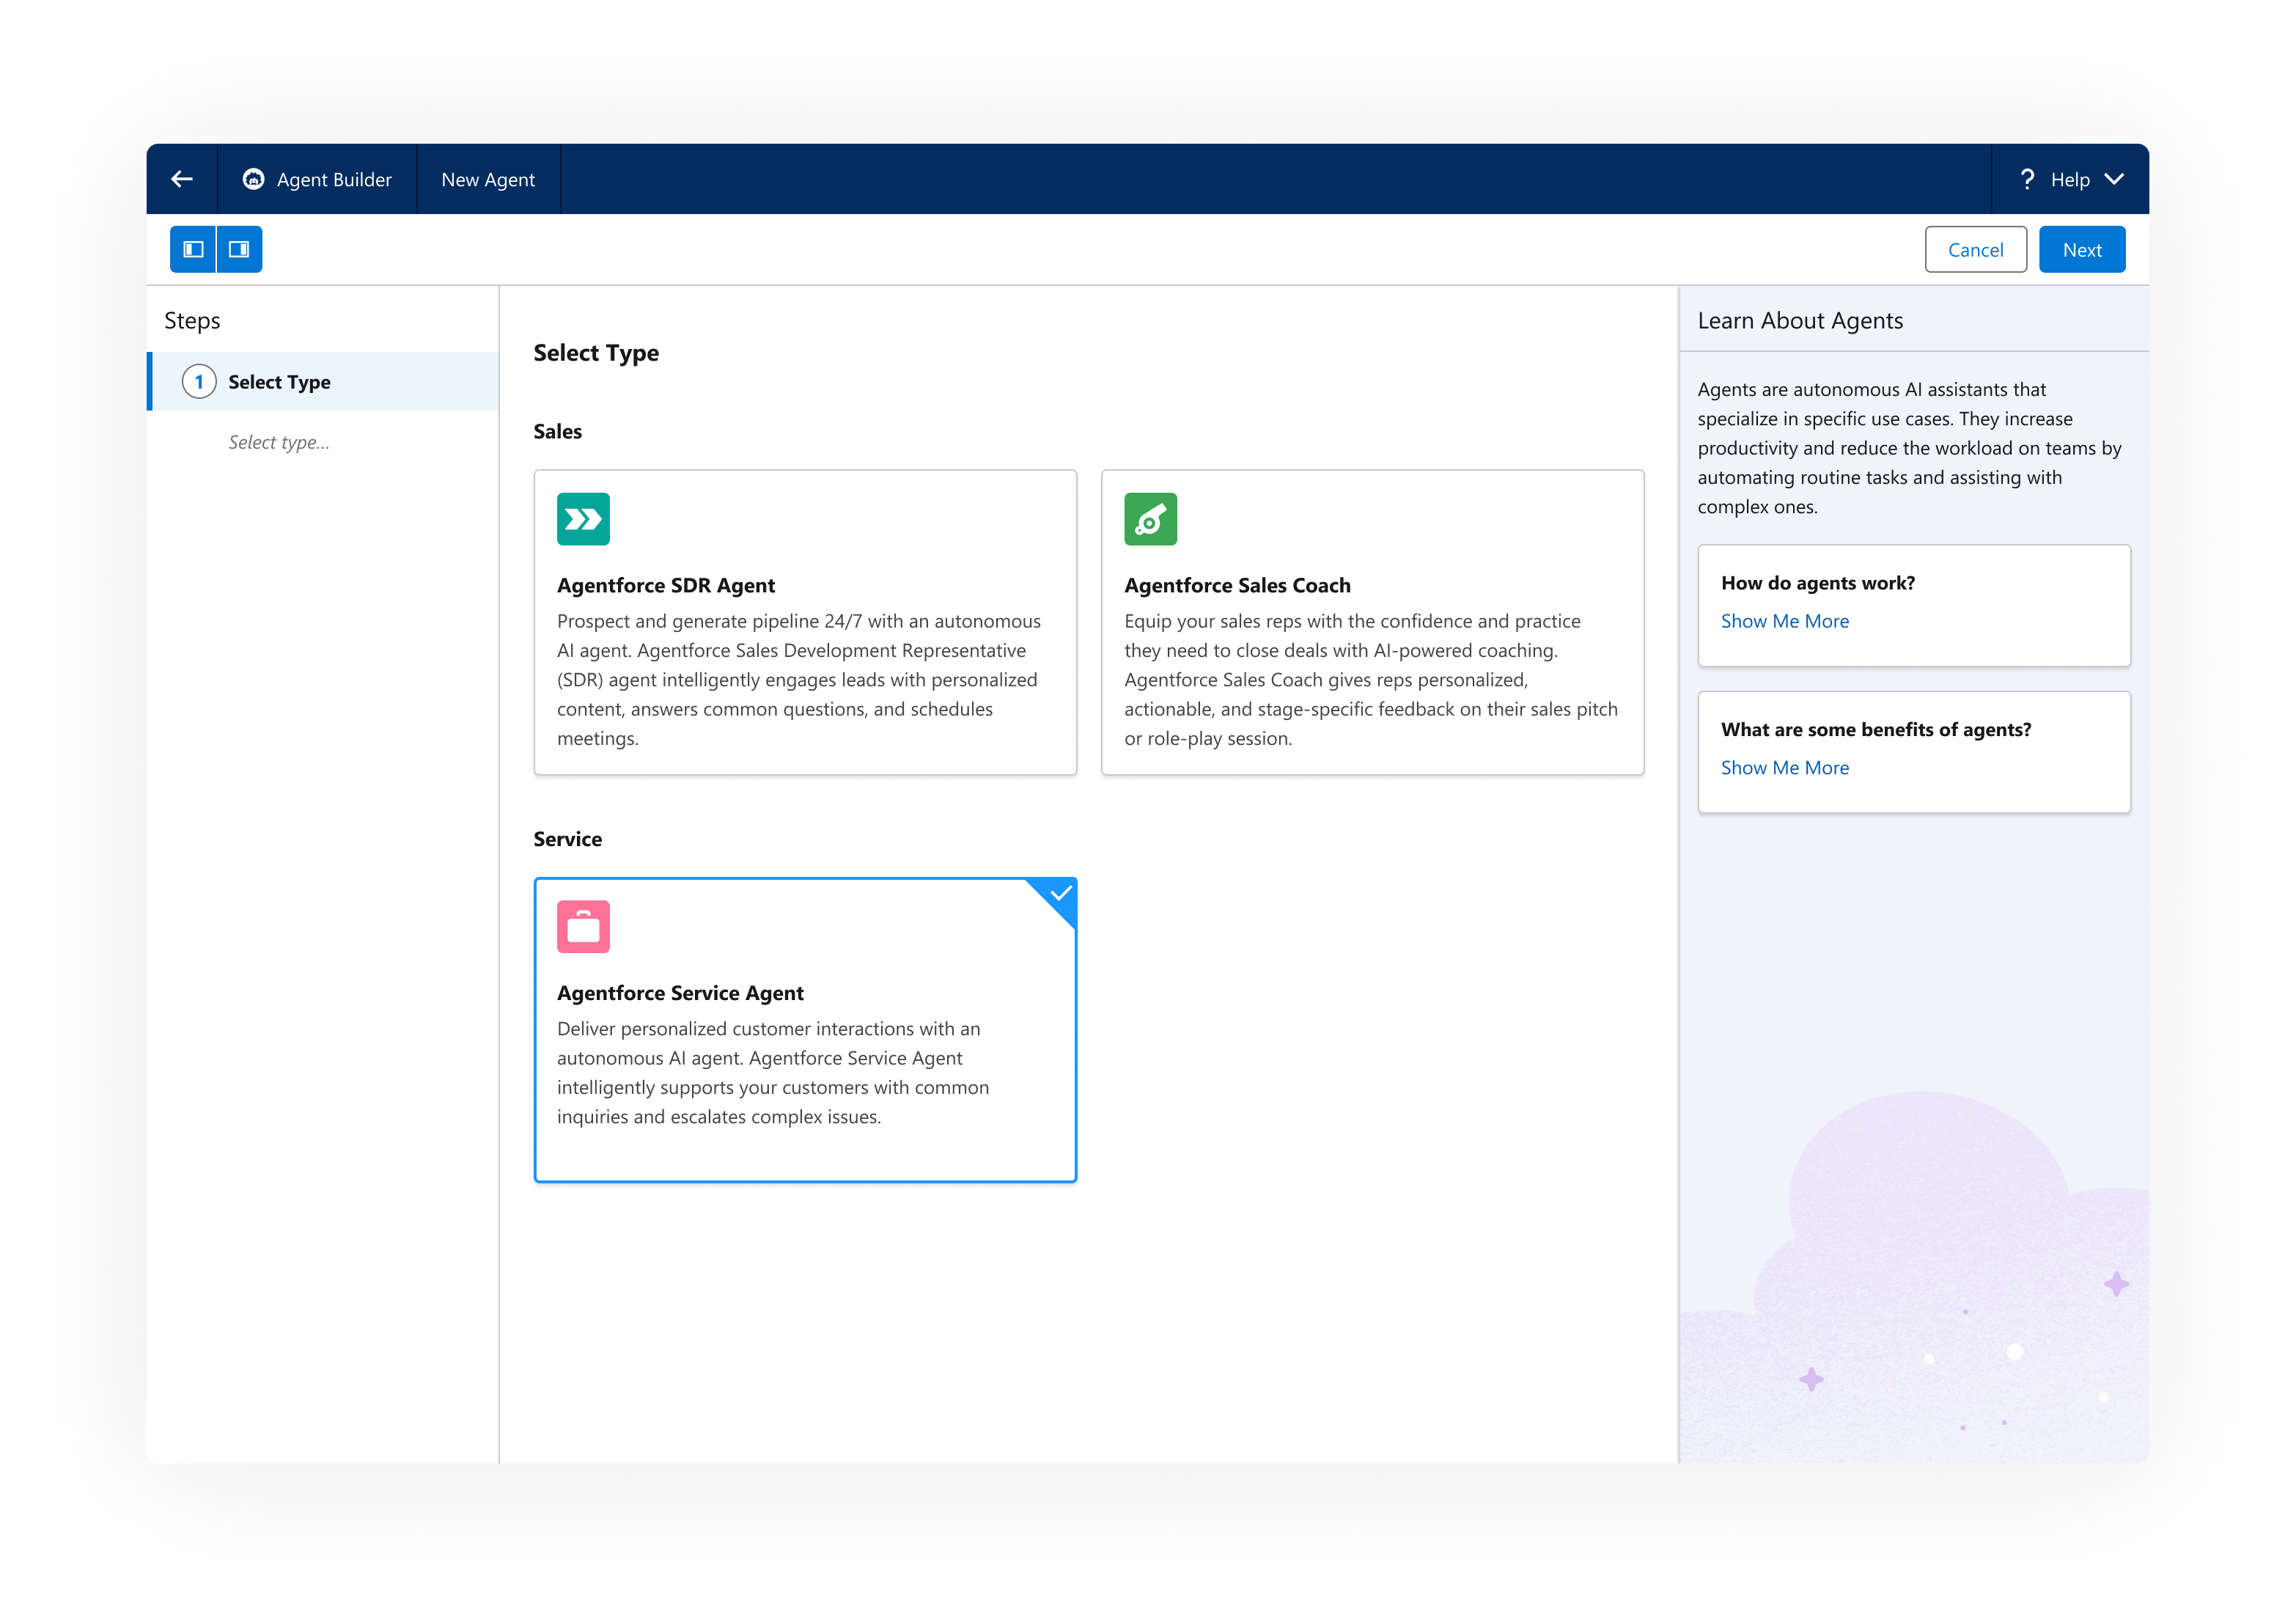 Agent Builder
New Agent
? Help
Cancel
Next
Steps
1 Select Type
Select type...
Select Type
Sales
Agentforce SDR Agent
Prospect and generate pipeline 24/7 with an autonomous
AI agent. Agentforce Sales Development Representative
(SDR) agent intelligently engages leads with personalized
content, answers common questions, and schedules
meetings.
Agentforce Sales Coach
Equip your sales reps with the confidence and practice
they need to close deals with AI-powered coaching.
Agentforce Sales Coach gives reps personalized,
actionable, and stage-specific feedback on their sales pitch
or role-play session.
Service
Agentforce Service Agent
Deliver personalized customer interactions with an
autonomous AI agent. Agentforce Service Agent
intelligently supports your customers with common
inquiries and escalates complex issues.
Learn About Agents
Agents are autonomous AI assistants that
specialize in specific use cases. They increase
productivity and reduce the workload on teams by
automating routine tasks and assisting with
complex ones.
How do agents work?
Show Me More
What are some benefits of agents?
Show Me More